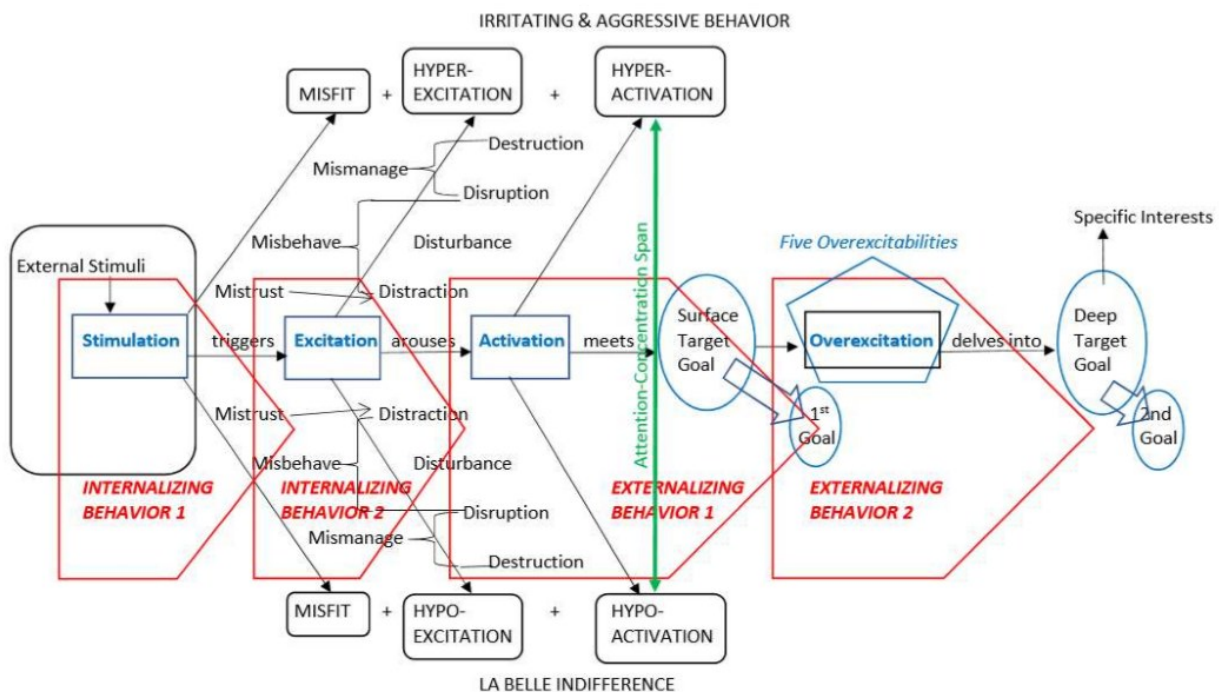 IRRITATING & AGGRESSIVE BEHAVIOR
MISFIT + HYPER-
EXCITATION + HYPER-
ACTIVATION
Destruction
Mismanage
Disruption
Misbehave Disturbance
Mistrust Distraction
Specific Interests
Five Overexcitabilities
External Stimuli
Stimulation triggers Excitation arouses Activation meets
Surface
Target
Goal
Overexcitation delves into
Deep
Target
Goal
Attention-Concentration Span
1st
Goal
2nd
Goal
Mistrust Distraction
Misbehave Disturbance
INTERNALIZING
BEHAVIOR 1
INTERNALIZING
BEHAVIOR 2
EXTERNALIZING
BEHAVIOR 1
EXTERNALIZING
BEHAVIOR 2
Disruption
Mismanage
Destruction
MISFIT + HYPO-
EXCITATION + HYPO-
ACTIVATION
LA BELLE INDIFFERENCE